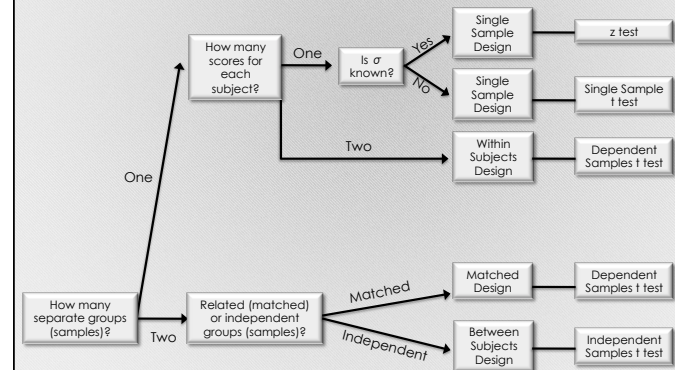 Single
Sample
Design
z test
How many
scores for
each
subject?
One
Is σ
known?
Yes
No
Single
Sample
Design
Single Sample
t test
Two
Within
Subjects
Design
Dependent
Samples t test
One
How many
separate groups
(samples)?
Two
Related (matched)
or independent
groups (samples)?
Matched
Matched
Design
Dependent
Samples t test
Independent
Between
Subjects
Design
Independent
Samples t test